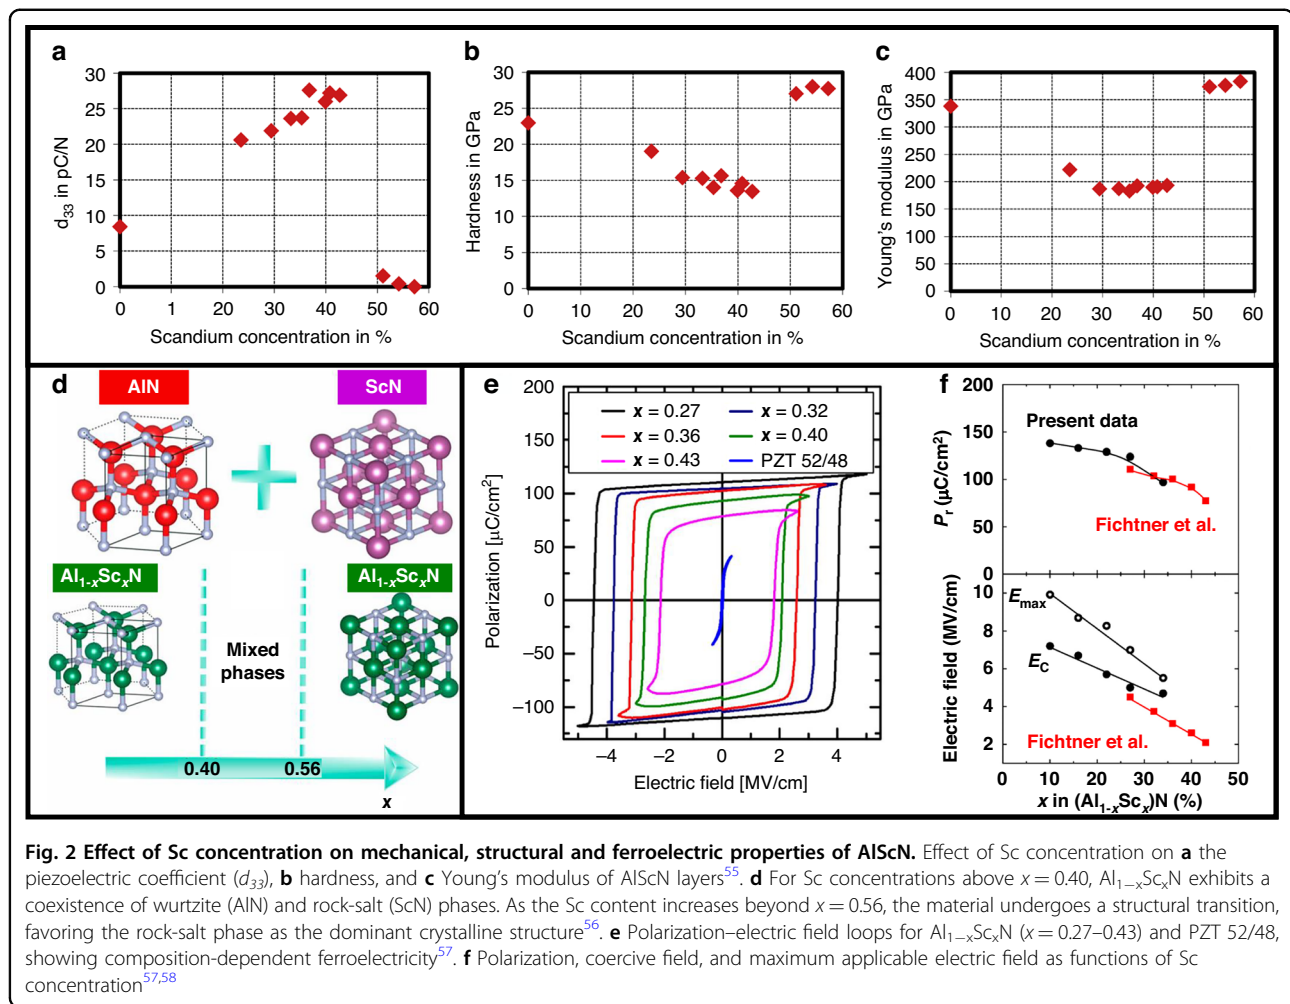 a
30
25
20
15
10
5
0
d33 in pC/N
0
1
20
30
40
50
60
Scandium concentration in %
b
30
25
20
15
10
5
0
Hardness in GPa
0
10
20
30
40
50
60
Scandium concentration in %
c
400
350
300
250
200
150
100
50
0
Young's modulus in GPa
0
10
20
30
40
50
60
Scandium concentration in %
d
AlN
ScN
Al1-xScxN
Al1-xScxN
Mixed
phases
0.40
0.56
x
e
200
150
100
50
0
−50
−100
Polarization [µC/cm2]
x = 0.27
x = 0.32
x = 0.36
x = 0.40
x = 0.43
PZT 52/48
−4
−2
0
2
4
Electric field [MV/cm]
f
200
150
100
50
0
Pr (µC/cm2)
Present data
Fichtner et al.
10
8
6
4
2
Electric field (MV/cm)
Emax
EC
Fichtner et al.
0
10
20
30
40
50
x in (Al1-xScx)N (%)
Fig. 2 Effect of Sc concentration on mechanical, structural and ferroelectric properties of AlScN. Effect of Sc concentration on a the
piezoelectric coefficient (d33), b hardness, and c Young's modulus of AlScN layers55. d For Sc concentrations above x = 0.40, Al1−xScxN exhibits a
coexistence of wurtzite (AlN) and rock-salt (ScN) phases. As the Sc content increases beyond x = 0.56, the material undergoes a structural transition,
favoring the rock-salt phase as the dominant crystalline structure56. e Polarization–electric field loops for Al1−xScxN (x = 0.27–0.43) and PZT 52/48,
showing composition-dependent ferroelectricity57. f Polarization, coercive field, and maximum applicable electric field as functions of Sc
concentration57,58